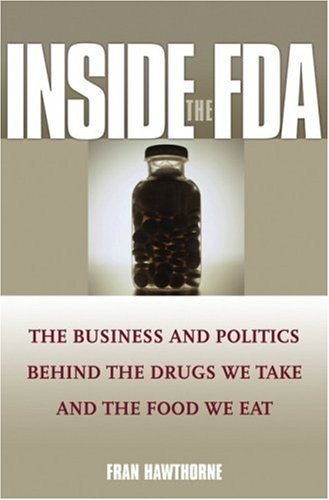 INSIDE THE FDA
THE BUSINESS AND POLITICS
BEHIND THE DRUGS WE TAKE
AND THE FOOD WE EAT
FRAN HAWTHORNE